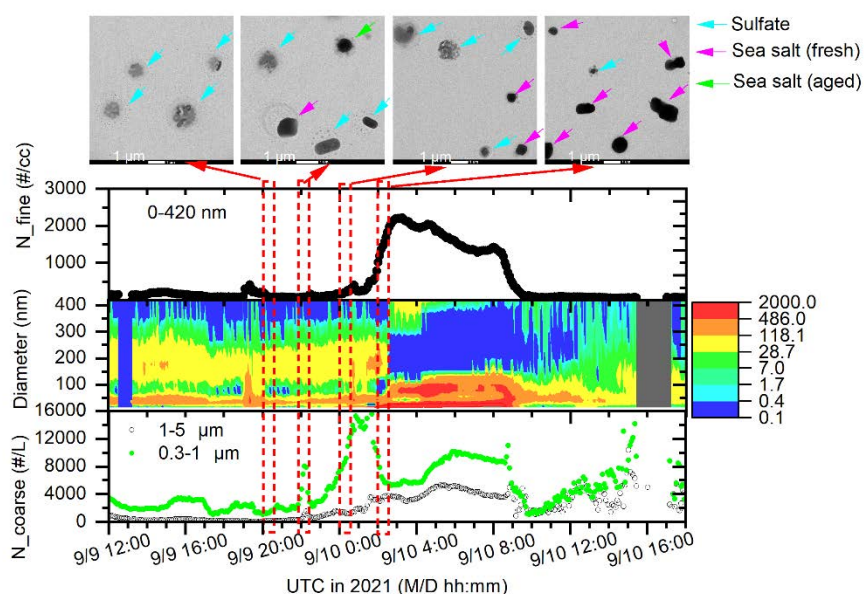 Sulfate
Sea salt (fresh)
Sea salt (aged)
1 μm
1 μm
1 μm
1 μm
N_fine (#/cc)
3000
2000
1000
0-420 nm
Diameter (nm)
400
300
200
100
2000.0
486.0
118.1
28.7
7.0
1.7
0.4
0.1
N_coarse (#/L)
16000
12000
8000
4000
0
1-5 μm
0.3-1 μm
9/9 12:00
9/9 16:00
9/9 20:00
9/10 0:00
9/10 4:00
9/10 8:00
9/10 12:00
9/10 16:00
UTC in 2021 (M/D hh:mm)